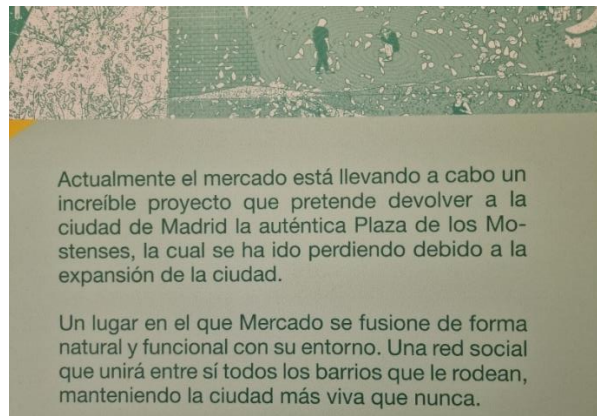 Actualmente el mercado está llevando a cabo un
increíble proyecto que pretende devolver a la
ciudad de Madrid la auténtica Plaza de los Mo-
stenses, la cual se ha ido perdiendo debido a la
expansión de la ciudad.
Un lugar en el que Mercado se fusione de forma
natural y funcional con su entorno. Una red social
que unirá entre sí todos los barrios que le rodean,
manteniendo la ciudad más viva que nunca.